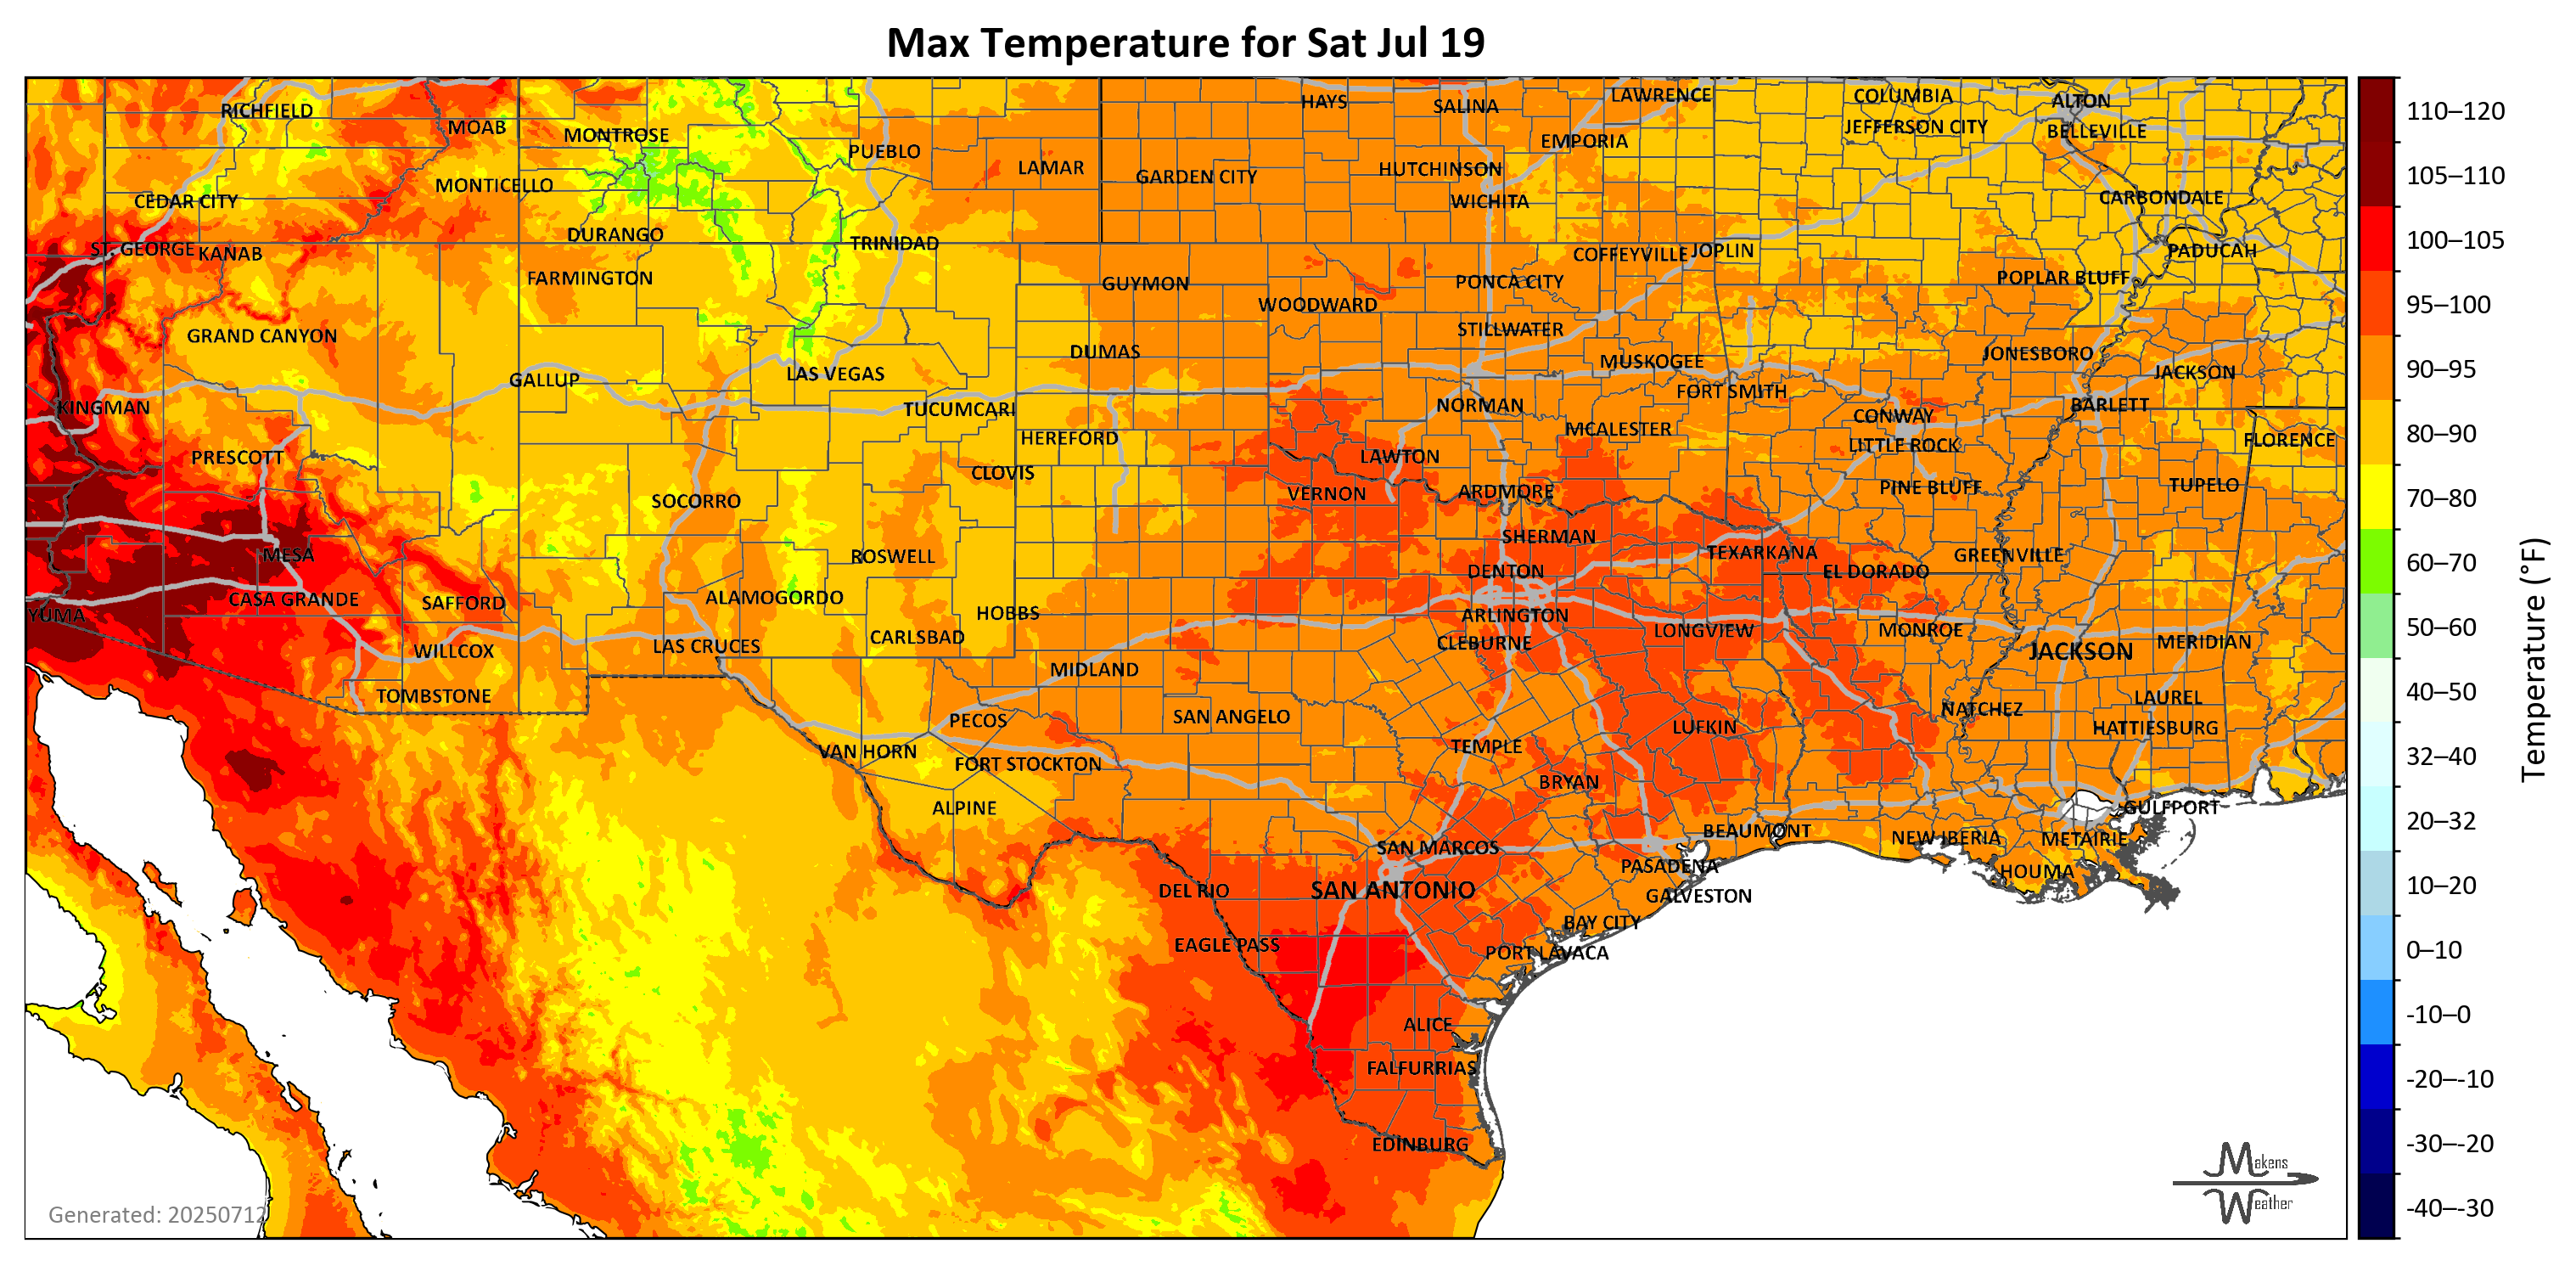 Max Temperature for Sat Jul 19
RICHFIELD
MOAB
MONTROSE
PUEBLO
LAMAR
HAYS
SALINA
LAWRENCE
COLUMBIA
ALTON
JEFFERSON CITY
BELLEVILLE
EMPORIA
HUTCHINSON
GARDEN CITY
WICHITA
MONTICELLO
CEDAR CITY
CARBONDALE
DURANGO
TRINIDAD
ST. GEORGE
KANAB
COFFEYVILLE
JOPLIN
PADUCAH
FARMINGTON
GUYMON
PONCA CITY
POPLAR BLUFF
WOODWARD
GRAND CANYON
STILLWATER
DUMAS
MUSKOGEE
JONESBORO
GALLUP
LAS VEGAS
JACKSON
FORT SMITH
KINGMAN
TUCUMCARI
NORMAN
CONWAY
BARLETT
HEREFORD
MCALESTER
LITTLE ROCK
FLORENCE
PRESCOTT
CLOVIS
LAWTON
SOCORRO
VERNON
ARDMORE
PINE BLUFF
TUPELO
MESA
ROSWELL
SHERMAN
TEXARKANA
GREENVILLE
DENTON
EL DORADO
YUMA
CASA GRANDE
SAFFORD
ALAMOGORDO
HOBBS
ARLINGTON
WILLCOX
LAS CRUCES
CARLSBAD
CLEBURNE
LONGVIEW
MONROE
JACKSON
MERIDIAN
MIDLAND
TOMBSTONE
PECOS
SAN ANGELO
LUFKIN
NATCHEZ
LAUREL
HATTIESBURG
VAN HORN
FORT STOCKTON
TEMPLE
BRYAN
ALPINE
GULFPORT
SAN MARCOS
BEAUMONT
NEW IBERIA
METAIRIE
DEL RIO
SAN ANTONIO
PASADENA
HOUMA
GALVESTON
EAGLE PASS
BAY CITY
PORT LAVACA
ALICE
FALFURRIAS
EDINBURG
Generated: 20250712
Makens
Weather
110–120
105–110
100–105
95–100
90–95
80–90
70–80
60–70
50–60
40–50
32–40
20–32
10–20
0–10
-10–0
-20–-10
-30–-20
-40–-30
Temperature (°F)